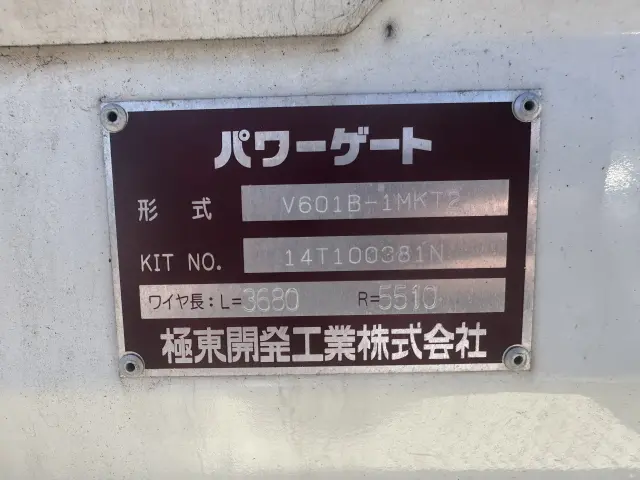 パワーゲート
形式 V601B-1MKT2
KIT NO. 14T100381N
ワイヤ長:L=3680 R=5510
極東開発工業株式会社